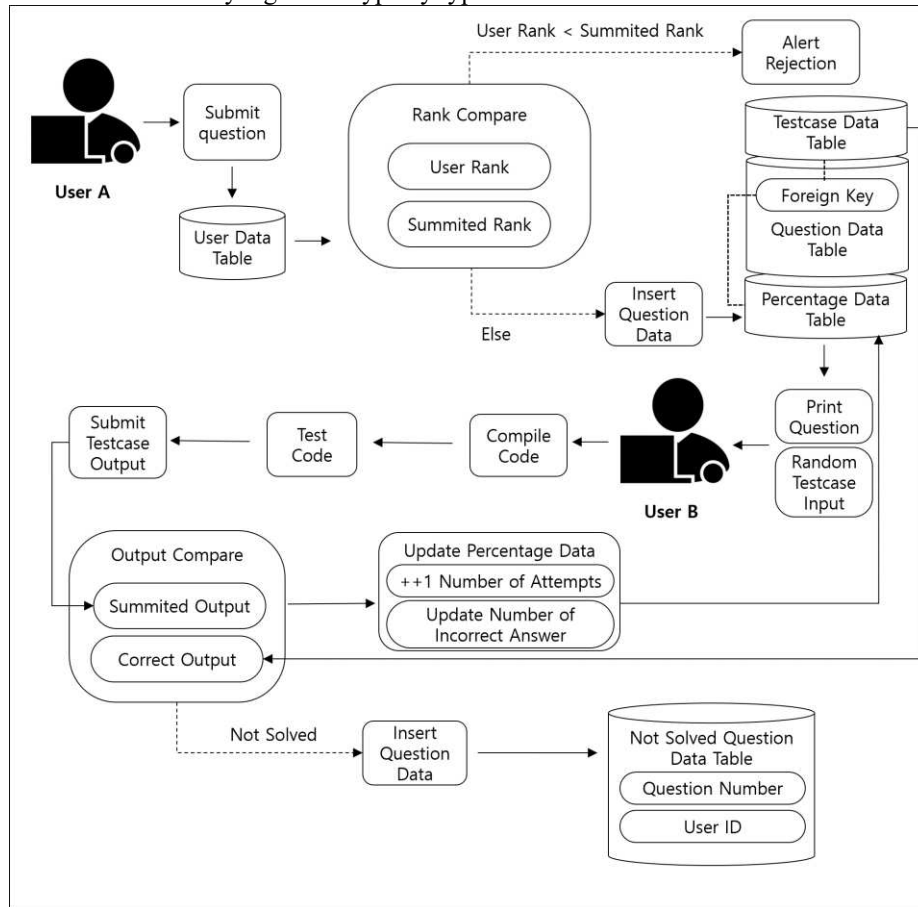 User Rank < Summited Rank
Alert
Rejection
Submit
question
User A
User Data
Table
Rank Compare
User Rank
Summited Rank
Testcase Data
Table
Foreign Key
Question Data
Table
Percentage Data
Table
Else
Insert
Question
Data
Print
Question
Random
Testcase
Input
User B
Compile
Code
Test
Code
Submit
Testcase
Output
Output Compare
Summited Output
Correct Output
Update Percentage Data
++1 Number of Attempts
Update Number of
Incorrect Answer
Not Solved
Insert
Question
Data
Not Solved Question
Data Table
Question Number
User ID